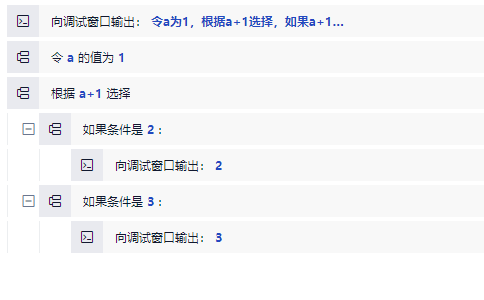 向调试窗口输出： 令a为1，根据a+1选择，如果a+1...
令 a 的值为 1
根据 a+1 选择
如果条件是 2 ：
向调试窗口输出： 2
如果条件是 3 ：
向调试窗口输出： 3